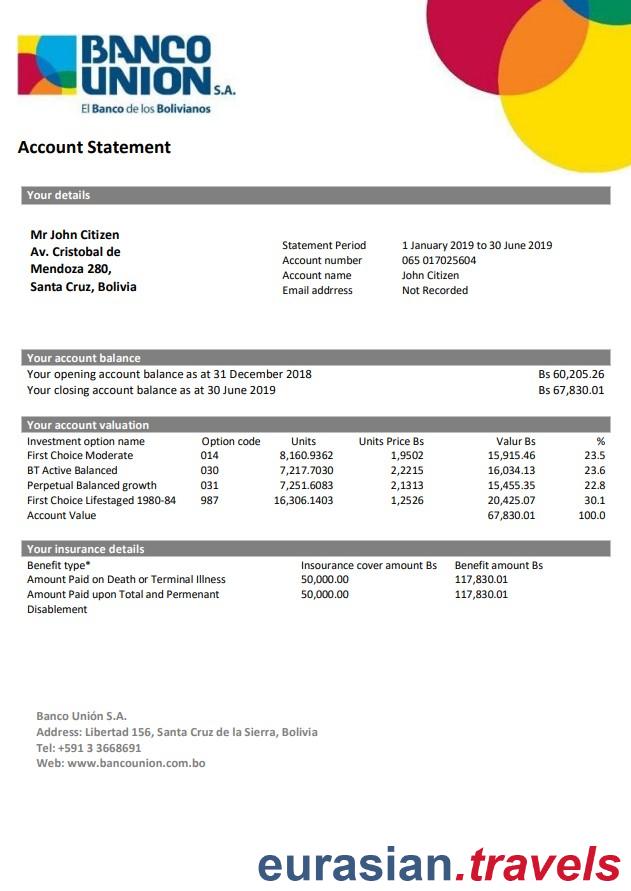 BANCO
UNION S.A.
El Banco de los Bolivianos
Account Statement
Your details
Mr John Citizen
Av. Cristobal de
Mendoza 280,
Santa Cruz, Bolivia
Statement Period 1 January 2019 to 30 June 2019
Account number 065 017025604
Account name John Citizen
Email addrress Not Recorded
Your account balance
Your opening account balance as at 31 December 2018 Bs 60,205.26
Your closing account balance as at 30 June 2019 Bs 67,830.01
Your account valuation
Investment option name Option code Units Units Price Bs Valur Bs %
First Choice Moderate 014 8,160.9362 1,9502 15,915.46 23.5
BT Active Balanced 030 7,217.7030 2,2215 16,034.13 23.6
Perpetual Balanced growth 031 7,251.6083 2,1313 15,455.35 22.8
First Choice Lifestaged 1980-84 987 16,306.1403 1,2526 20,425.07 30.1
Account Value 67,830.01 100.0
Your insurance details
Benefit type* Insourance cover amount Bs Benefit amount Bs
Amount Paid on Death or Terminal Illness 50,000.00 117,830.01
Amount Paid upon Total and Permenant 50,000.00 117,830.01
Disablement
Banco Unión S.A.
Address: Libertad 156, Santa Cruz de la Sierra, Bolivia
Tel: +591 3 3668691
Web: www.bancounion.com.bo
eurasian.travels